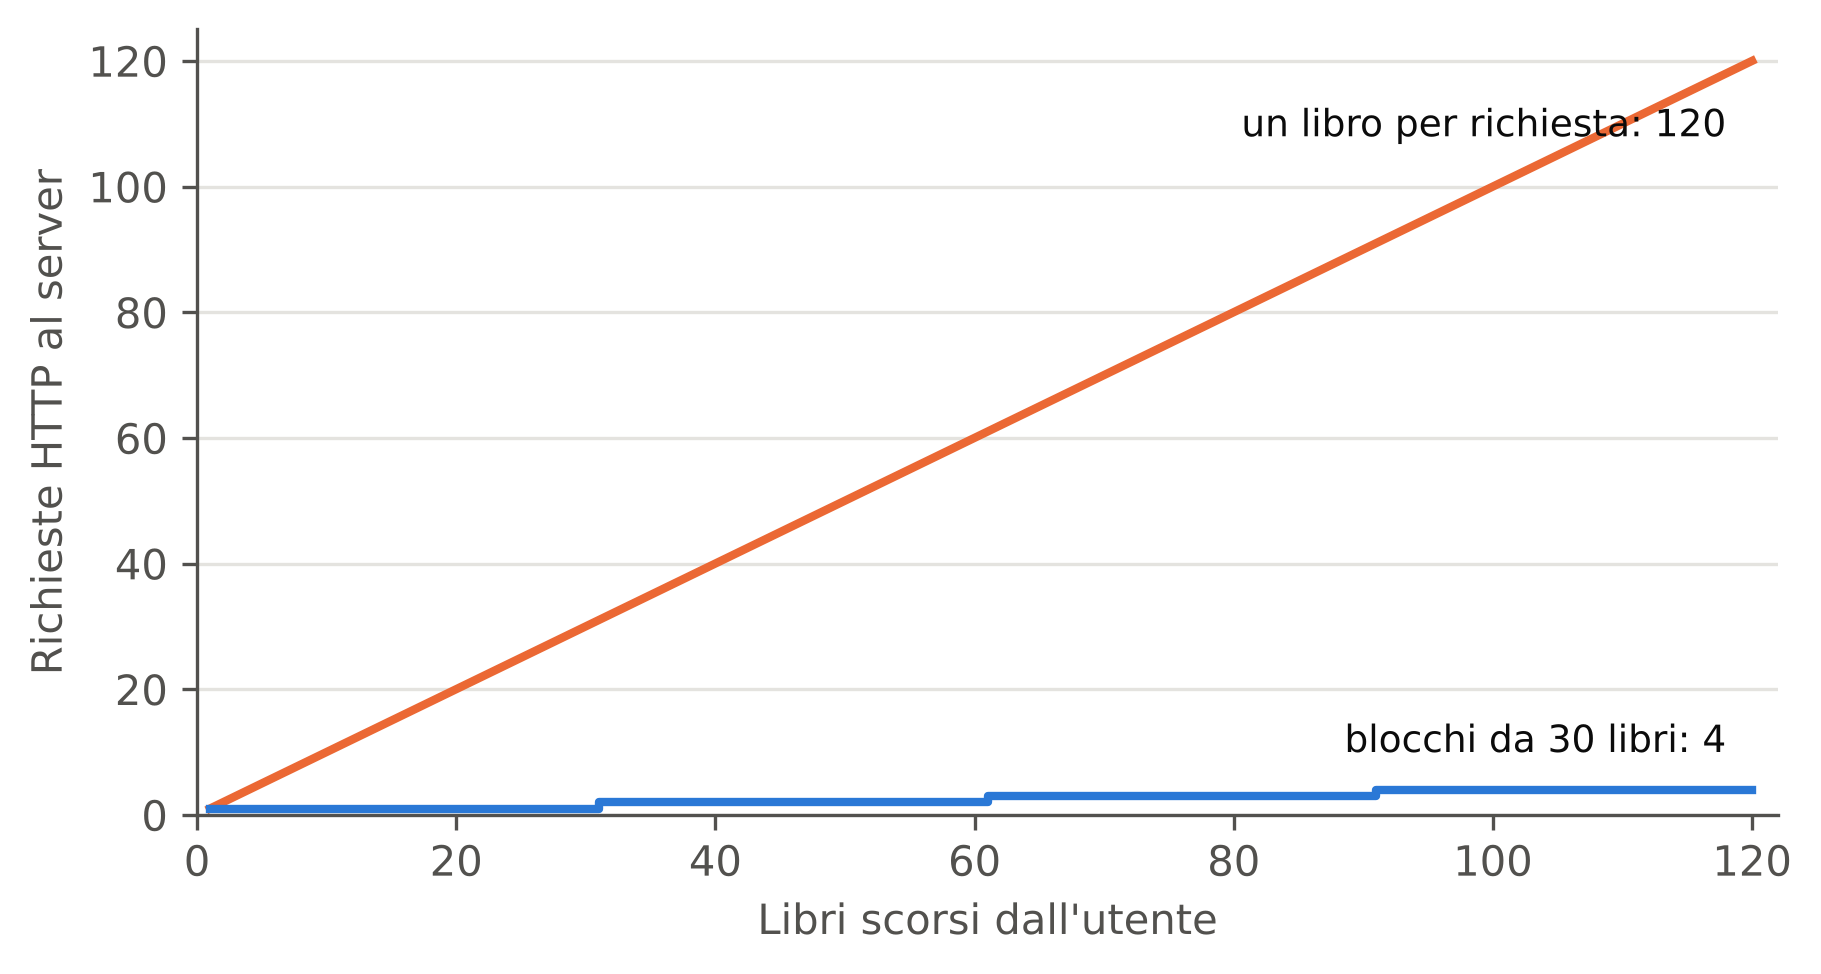 120
100
80
60
40
20
0
Richieste HTTP al server
un libro per richiesta: 120
blocchi da 30 libri: 4
0 20 40 60 80 100 120
Libri scorsi dall'utente